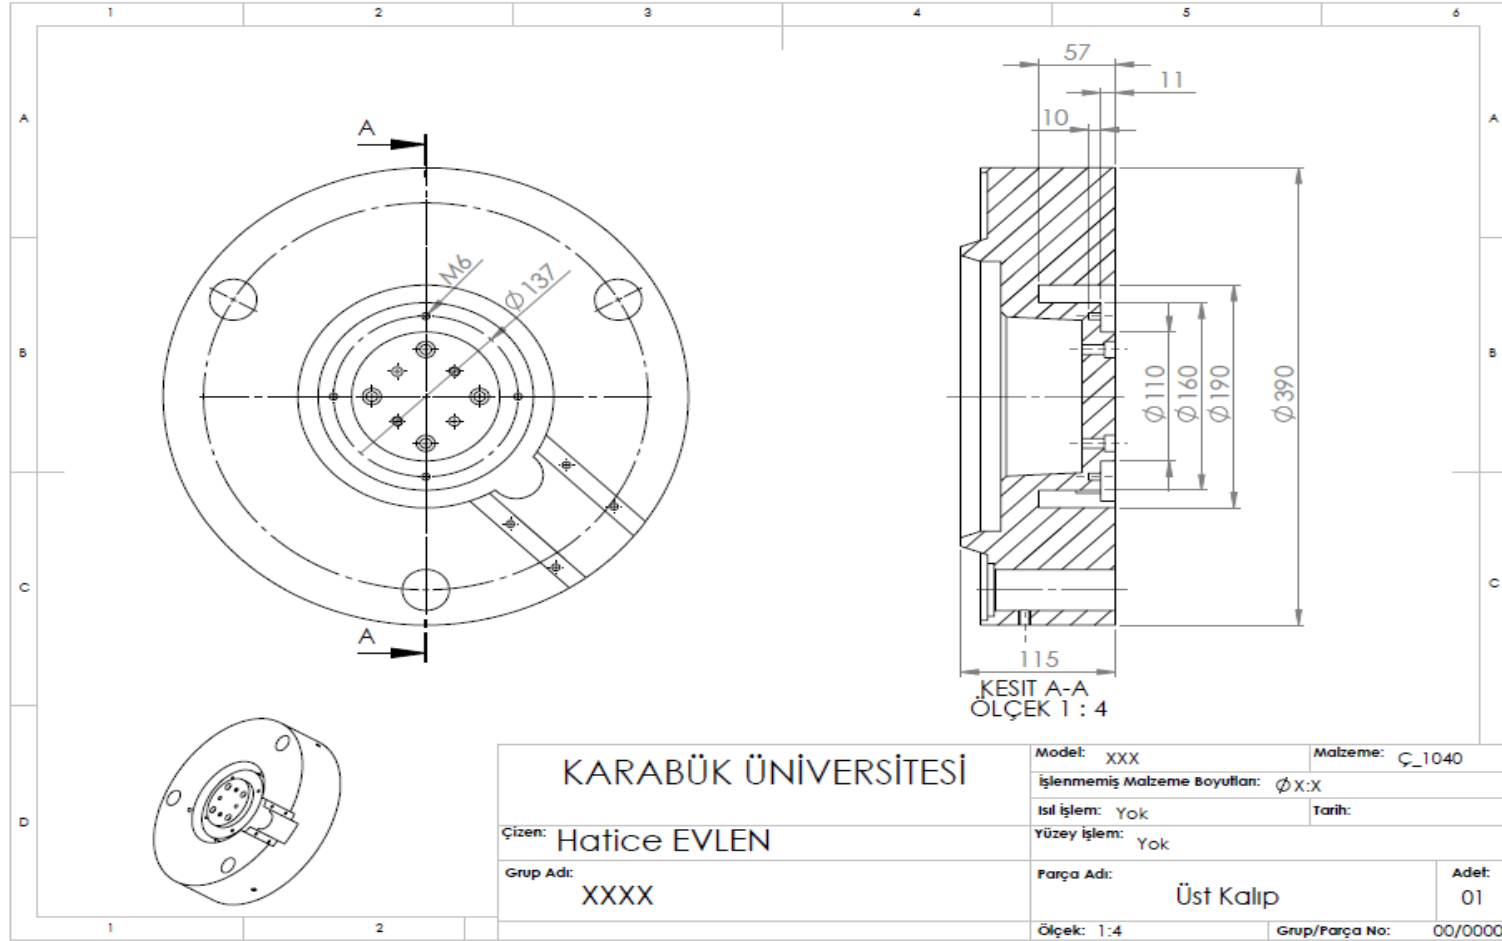 1 2 3 4 5 6
A A
B B
C C
D
1 2
A
A
M6
Ø137
57
11
10
Ø110
Ø160
Ø190
Ø390
115
KESIT A-A
ÖLÇEK 1 : 4
KARABÜK ÜNİVERSİTESİ
Çizen: Hatice EVLEN
Grup Adı:
XXXX
Model: XXX Malzeme: Ç_1040
İşlenmemiş Malzeme Boyutları: ØX:X
Isıl İşlem: Yok Tarih:
Yüzey İşlem: Yok
Parça Adı: Adet:
Üst Kalıp 01
Ölçek: 1:4 Grup/Parça No: 00/0000